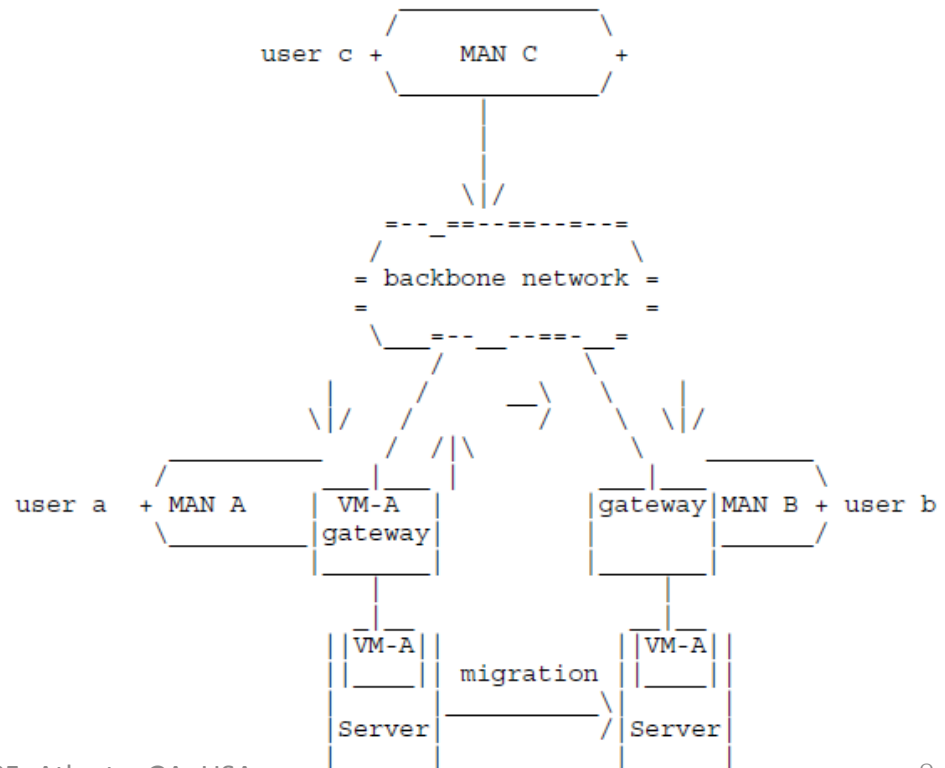 user c + MAN C +
backbone network
user a + MAN A
VM-A
gateway
gateway
MAN B + user b
VM-A
VM-A
migration
Server
Server